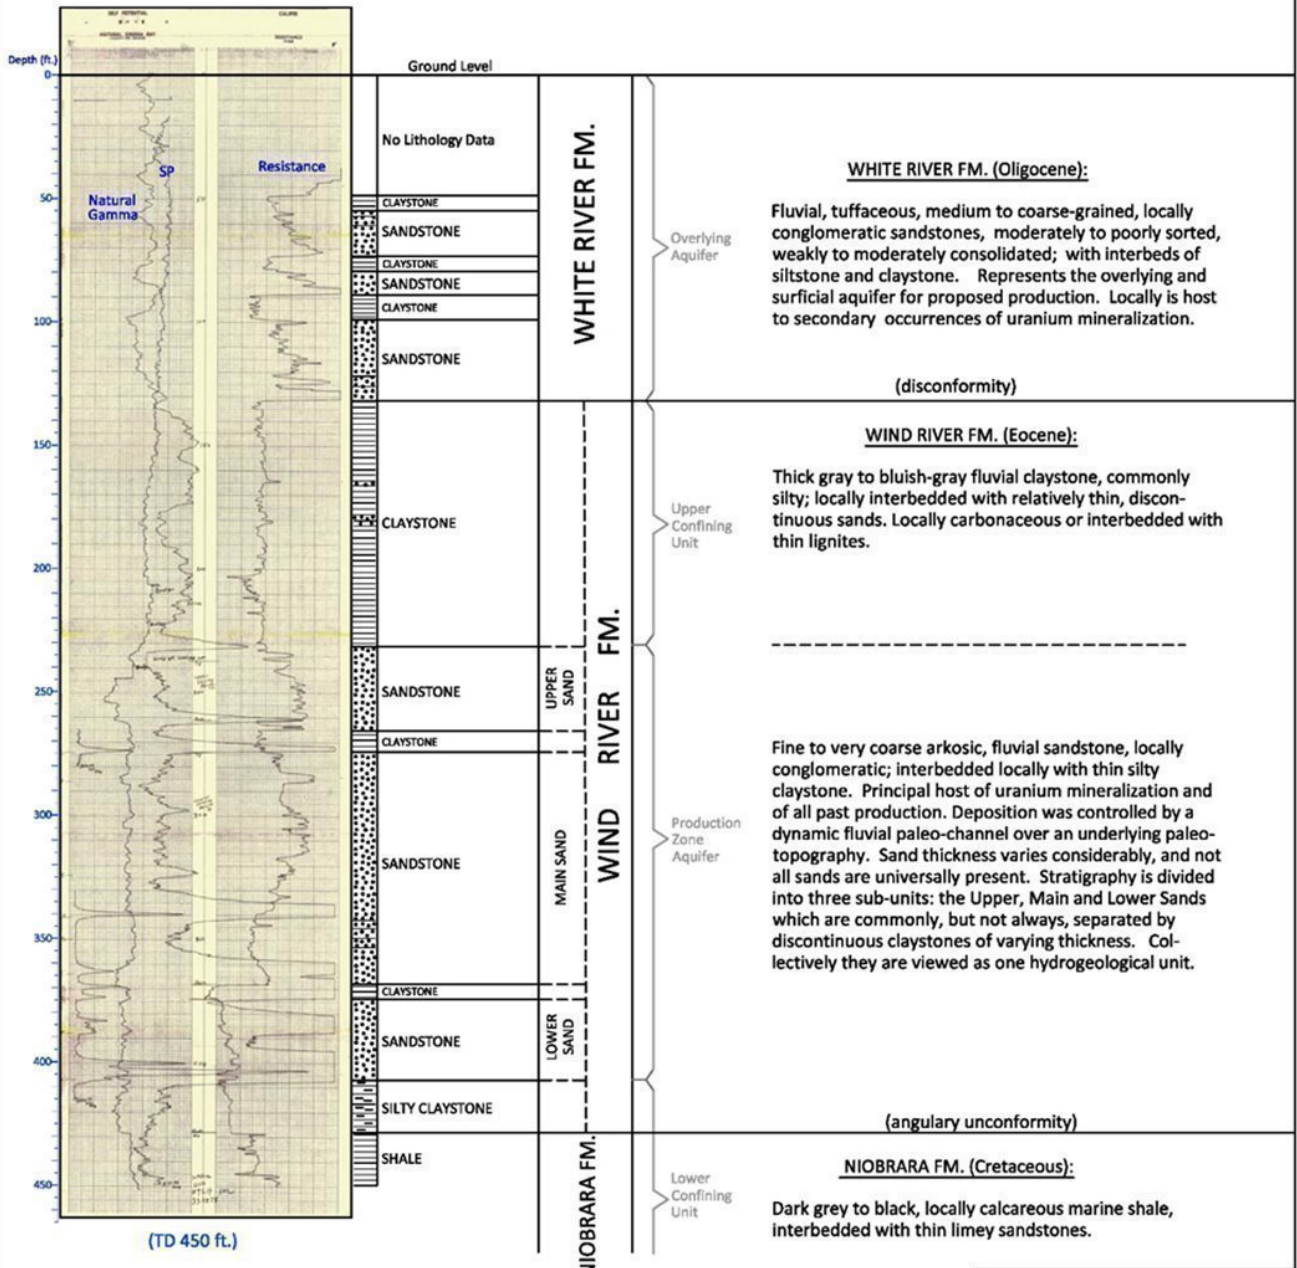 SELF POTENTIAL
CALIPER
NATURAL GAMMA RAY
RESISTANCE
Depth (ft.)
Ground Level
0
50
100
150
200
250
300
350
400
450
Natural
Gamma
SP
Resistance
(TD 450 ft.)
No Lithology Data
CLAYSTONE
SANDSTONE
CLAYSTONE
SANDSTONE
CLAYSTONE
SANDSTONE
CLAYSTONE
SANDSTONE
CLAYSTONE
SANDSTONE
CLAYSTONE
SANDSTONE
SILTY CLAYSTONE
SHALE
UPPER
SAND
MAIN SAND
LOWER
SAND
WHITE RIVER FM.
WIND RIVER FM.
NIOBRARA FM.
Overlying
Aquifer
Upper
Confining
Unit
Production
Zone
Aquifer
Lower
Confining
Unit
WHITE RIVER FM. (Oligocene):
Fluvial, tuffaceous, medium to coarse-grained, locally
conglomeratic sandstones, moderately to poorly sorted,
weakly to moderately consolidated; with interbeds of
siltstone and claystone. Represents the overlying and
surficial aquifer for proposed production. Locally is host
to secondary occurrences of uranium mineralization.
(disconformity)
WIND RIVER FM. (Eocene):
Thick gray to bluish-gray fluvial claystone, commonly
silty; locally interbedded with relatively thin, discon-
tinuous sands. Locally carbonaceous or interbedded with
thin lignites.
Fine to very coarse arkosic, fluvial sandstone, locally
conglomeratic; interbedded locally with thin silty
claystone. Principal host of uranium mineralization and
of all past production. Deposition was controlled by a
dynamic fluvial paleo-channel over an underlying paleo-
topography. Sand thickness varies considerably, and not
all sands are universally present. Stratigraphy is divided
into three sub-units: the Upper, Main and Lower Sands
which are commonly, but not always, separated by
discontinuous claystones of varying thickness. Col-
lectively they are viewed as one hydrogeological unit.
(angulary unconformity)
NIOBRARA FM. (Cretaceous):
Dark grey to black, locally calcareous marine shale,
interbedded with thin limey sandstones.